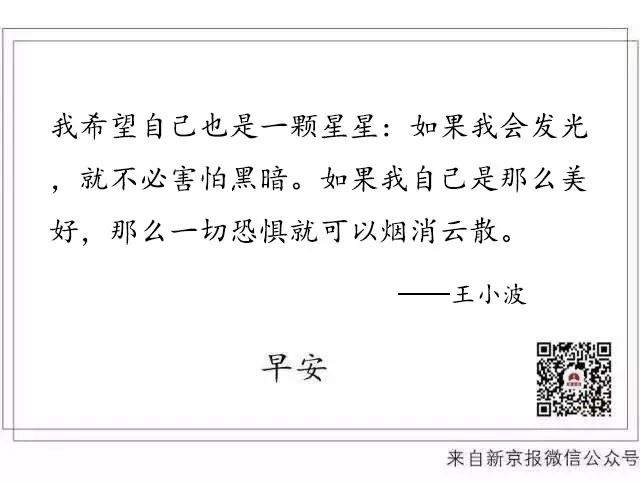 我希望自己也是一颗星星：如果我会发光
，就不必害怕黑暗。如果我自己是那么美
好，那么一切恐惧就可以烟消云散。
——王小波
早安
来自新京报微信公众号